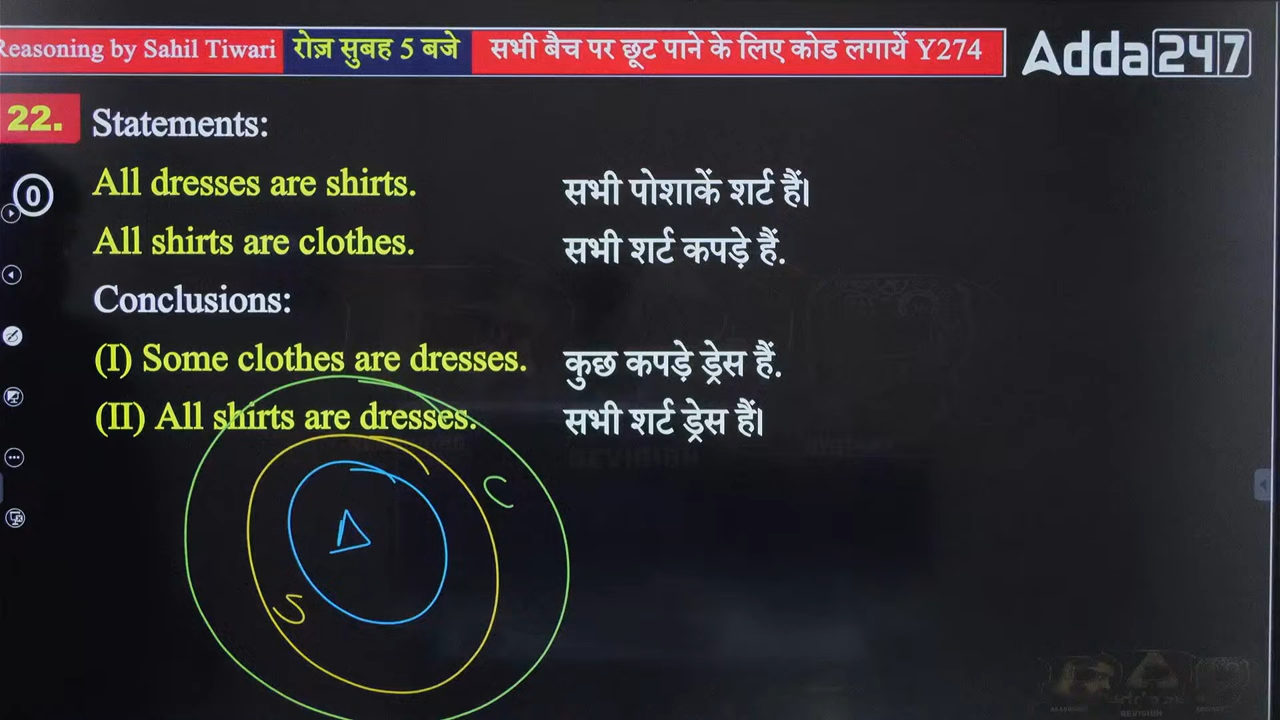 Reasoning by Sahil Tiwari रोज़ सुबह 5 बजे सभी बैच पर छूट पाने के लिए कोड लगायें Y274 Adda247
22. Statements:
All dresses are shirts. सभी पोशाकें शर्ट हैं।
All shirts are clothes. सभी शर्ट कपड़े हैं.
Conclusions:
(I) Some clothes are dresses. कुछ कपड़े ड्रेस हैं.
(II) All shirts are dresses. सभी शर्ट ड्रेस हैं।
C
D
S
REVISION